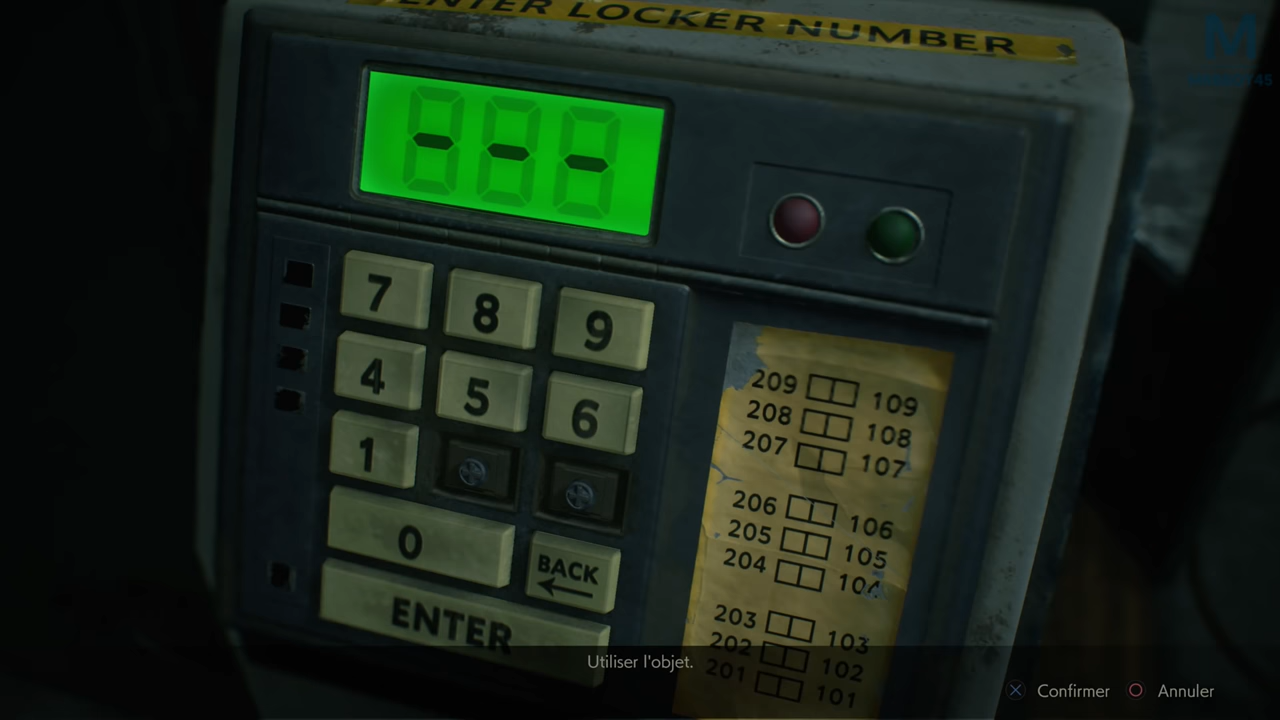 ENTER LOCKER NUMBER
M
7 8 9
4 5 6
1
0 BACK
ENTER
209 109
208 108
207 107
206 106
205 105
204 104
203 103
202 102
201 101
Utiliser l'objet.
Confirmer Annuler